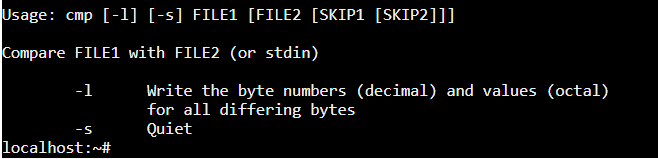 Usage: cmp [-l] [-s] FILE1 [FILE2 [SKIP1 [SKIP2]]]
Compare FILE1 with FILE2 (or stdin)
-l Write the byte numbers (decimal) and values (octal)
for all differing bytes
-s Quiet
localhost:~#